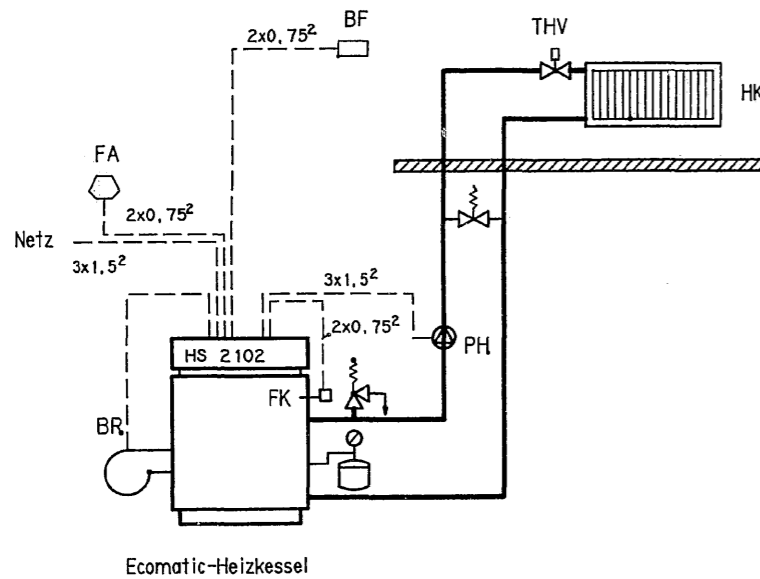 BF
2x0,75²
THV
HK
FA
2x0,75²
Netz
3x1,5²
3x1,5²
2x0,75²
HS 2102
PH
FK
BR
Ecomatic-Heizkessel